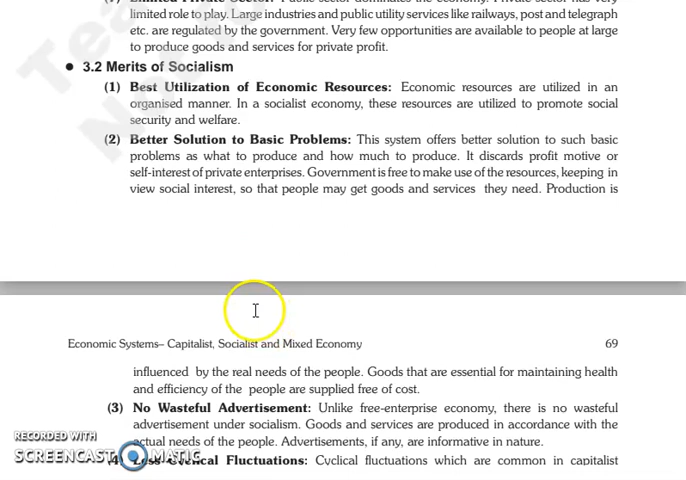 limited role to play. Large industries and public utility services like railways, post and telegraph
etc. are regulated by the government. Very few opportunities are available to people at large
to produce goods and services for private profit.
● 3.2 Merits of Socialism
(1) Best Utilization of Economic Resources: Economic resources are utilized in an
organised manner. In a socialist economy, these resources are utilized to promote social
security and welfare.
(2) Better Solution to Basic Problems: This system offers better solution to such basic
problems as what to produce and how much to produce. It discards profit motive or
self-interest of private enterprises. Government is free to make use of the resources, keeping in
view social interest, so that people may get goods and services they need. Production is
Economic Systems– Capitalist, Socialist and Mixed Economy 69
influenced by the real needs of the people. Goods that are essential for maintaining health
and efficiency of the people are supplied free of cost.
(3) No Wasteful Advertisement: Unlike free-enterprise economy, there is no wasteful
advertisement under socialism. Goods and services are produced in accordance with the
actual needs of the people. Advertisements, if any, are informative in nature.
RECORDED WITH
SCREENCAST MATIC
(4) Less Cyclical Fluctuations: Cyclical fluctuations which are common in capitalist